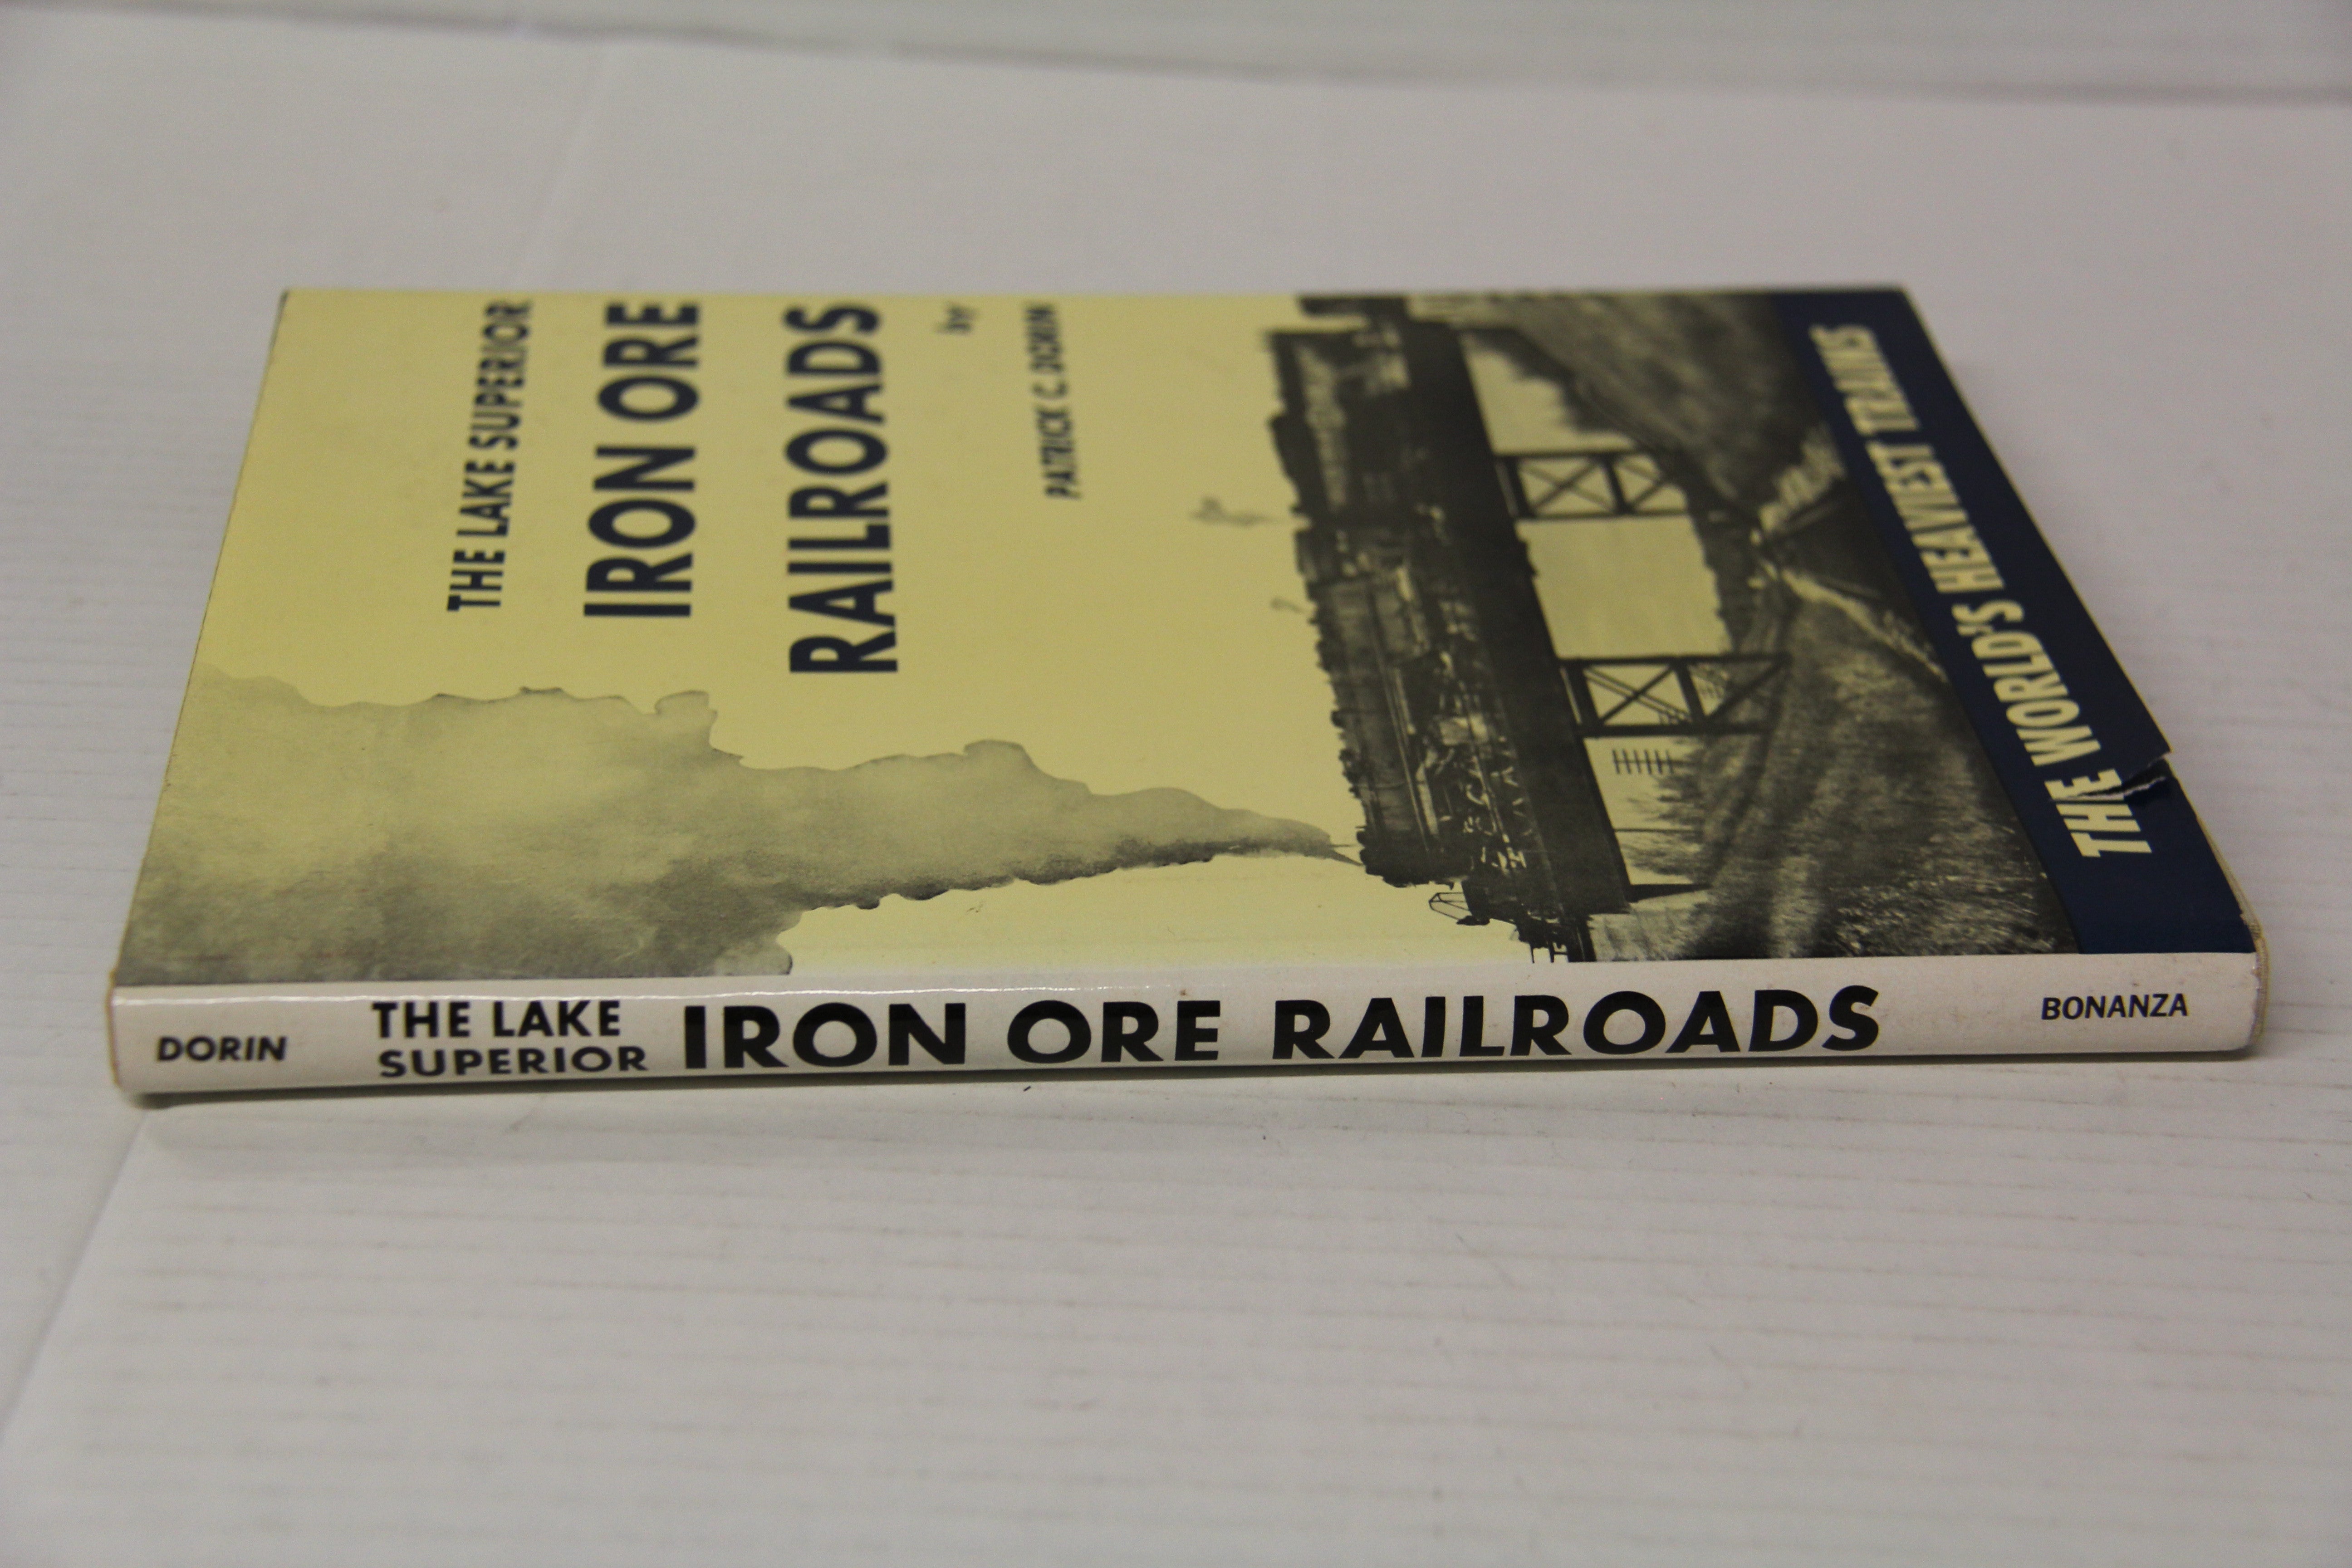 THE LAKE SUPERIOR
IRON ORE
RAILROADS
by
PATRICK C. DORIN
THE WORLD'S HEAVIEST TRAINS
DORIN
THE LAKE
SUPERIOR
IRON ORE RAILROADS
BONANZA